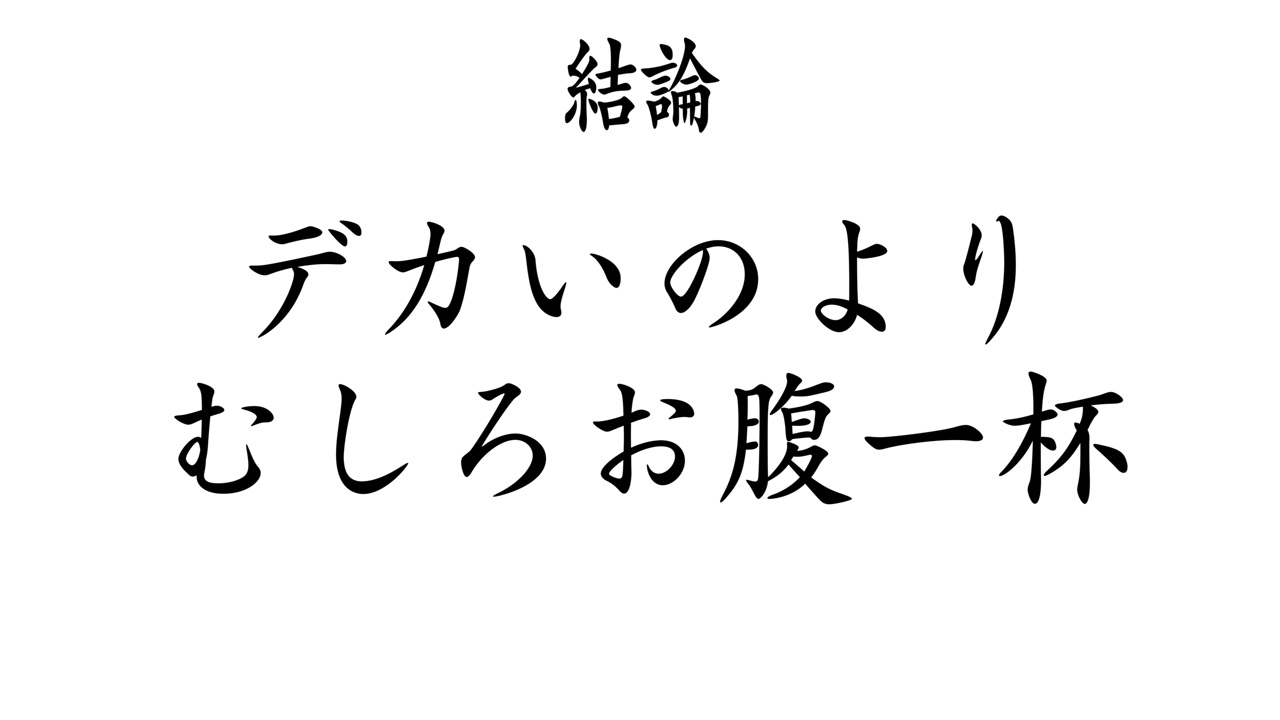 結論
デカいのより
むしろお腹一杯